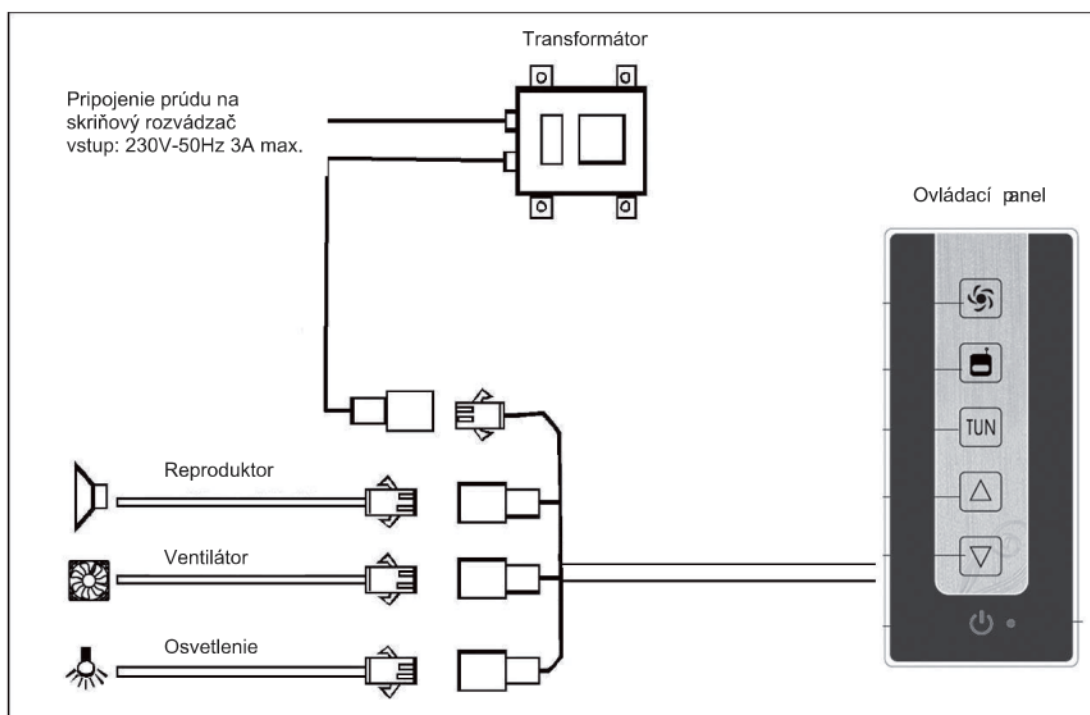 Transformátor
Pripojenie prúdu na
skriňový rozvádzač
vstup: 230V-50Hz 3A max.
Ovládací panel
TUN
Reproduktor
Ventilátor
Osvetlenie